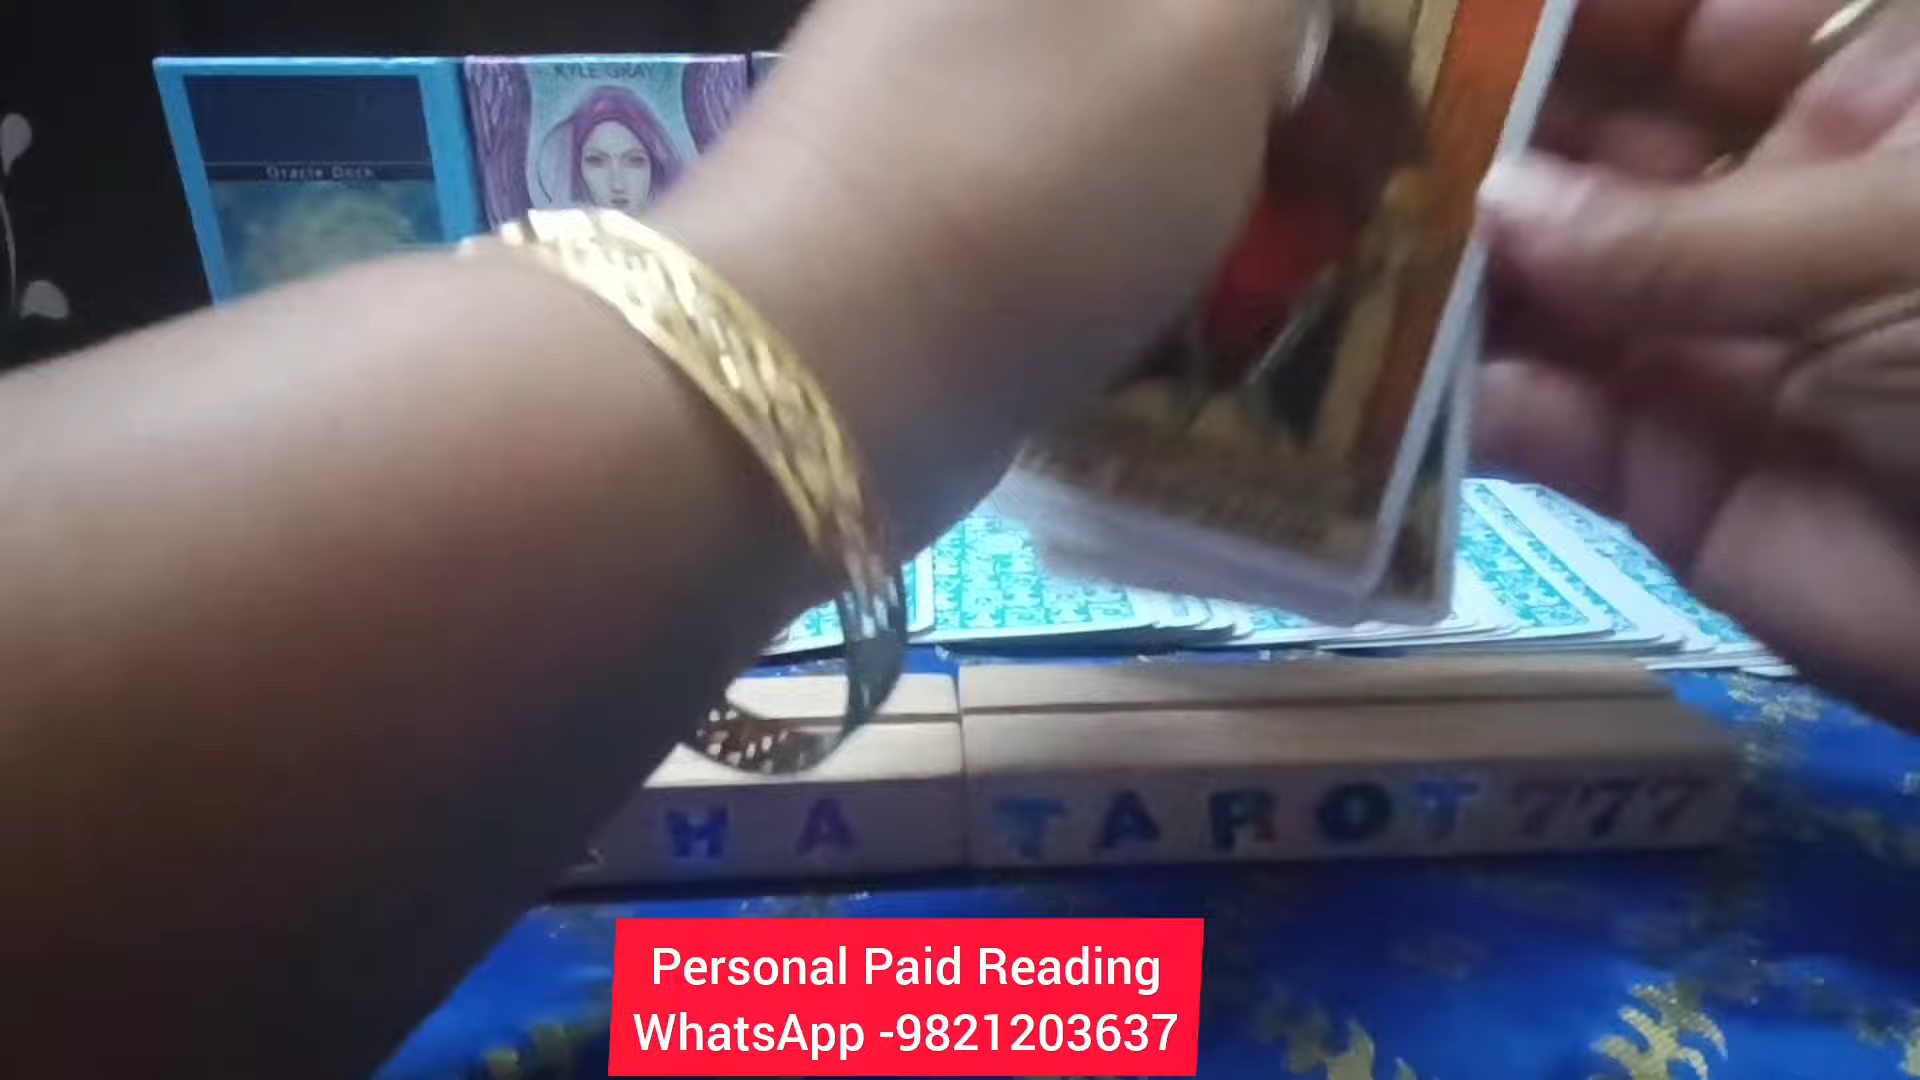 KYLE GRAY
Oracle Deck
H A TAROT 777
Personal Paid Reading
WhatsApp -9821203637